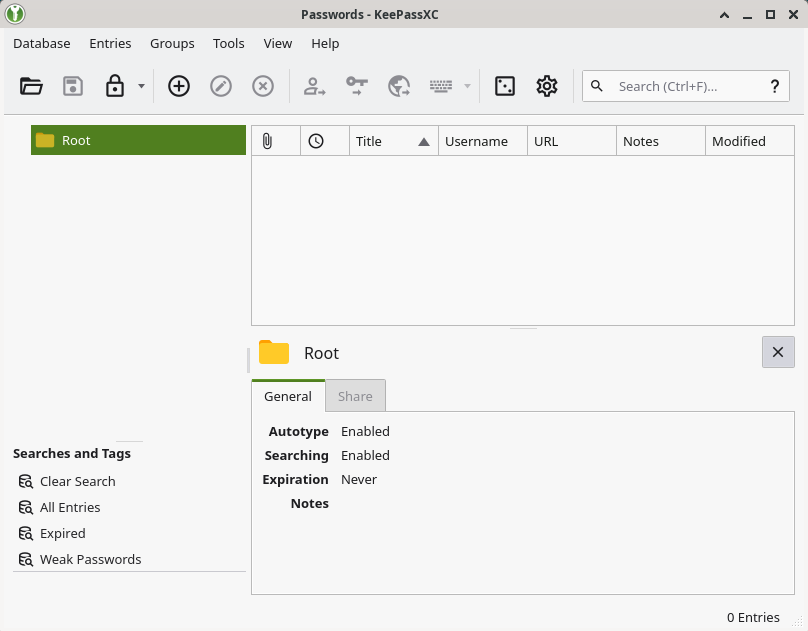 Passwords - KeePassXC
Database Entries Groups Tools View Help
Search (Ctrl+F)... ?
Root
Title Username URL Notes Modified
Root
General Share
Autotype Enabled
Searching Enabled
Expiration Never
Notes
Searches and Tags
Clear Search
All Entries
Expired
Weak Passwords
0 Entries